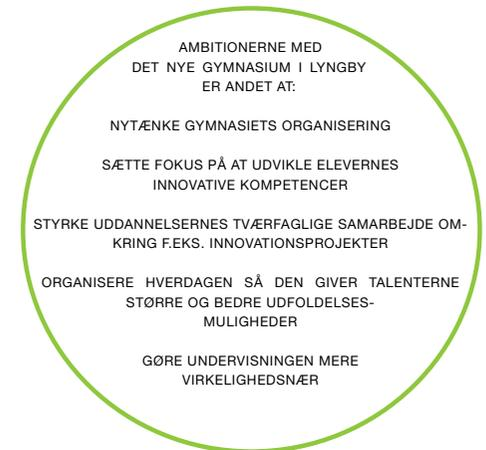 AMBITIONERNE MED
DET NYE GYMNASIUM I LYNGBY
ER ANDET AT:
NYTÆNKE GYMNASIETS ORGANISERING
SÆTTE FOKUS PÅ AT UDVIKLE ELEVERNES
INNOVATIVE KOMPETENCER
STYRKE UDDANNELSERNES TVÆRFAGLIGE SAMARBEJDE OM-
KRING F.EKS. INNOVATIONSPROJEKTER
ORGANISERE HVERDAGEN SÅ DEN GIVER TALENTERNE
STØRRE OG BEDRE UDFOLDELSES-
MULIGHEDER
GØRE UNDERVISNINGEN MERE
VIRKELIGHEDSNÆR